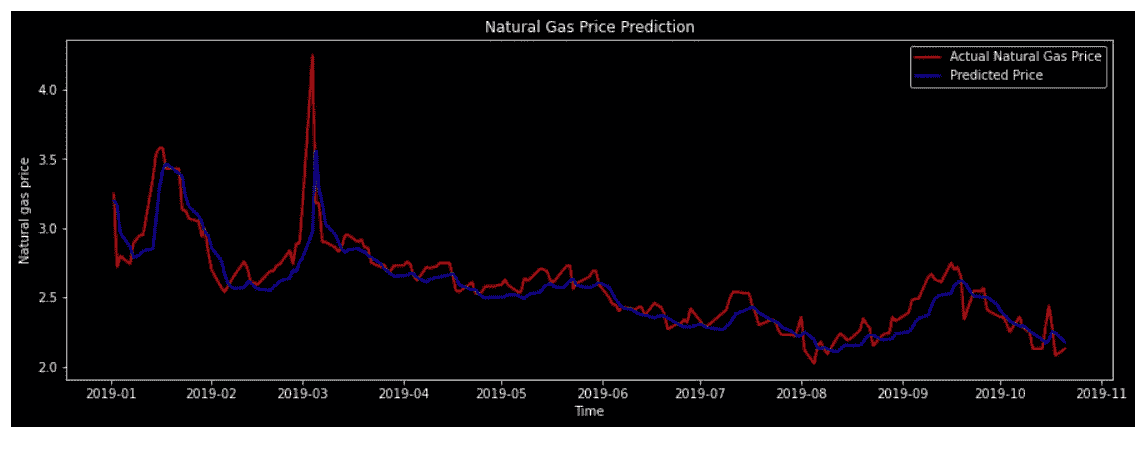 Natural Gas Price Prediction
Actual Natural Gas Price
Predicted Price
Natural gas price
4.0
3.5
3.0
2.5
2.0
2019-01 2019-02 2019-03 2019-04 2019-05 2019-06 2019-07 2019-08 2019-09 2019-10 2019-11
Time